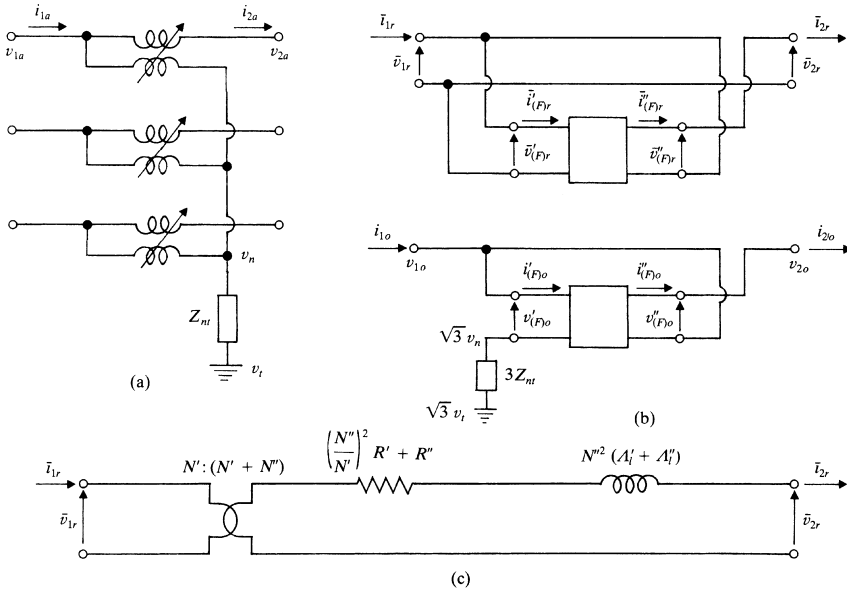 i₁ₐ
i₂ₐ
v₁ₐ
v₂ₐ
vₙ
Zₙₜ
vₜ
(a)
ī₁ᵣ
ī₂ᵣ
v̄₁ᵣ
v̄₂ᵣ
ī′₍F₎ᵣ
ī″₍F₎ᵣ
v̄′₍F₎ᵣ
v̄″₍F₎ᵣ
i₁ₒ
i₂/ₒ
v₁ₒ
v₂ₒ
i′₍F₎ₒ
i″₍F₎ₒ
v′₍F₎ₒ
v″₍F₎ₒ
√3 vₙ
3Zₙₜ
√3 vₜ
(b)
ī₁ᵣ
N′:(N′ + N″)
(N″/N′)² R′ + R″
N″² (Λ′ₗ + Λ″ₗ)
ī₂ᵣ
v̄₁ᵣ
v̄₂ᵣ
(c)